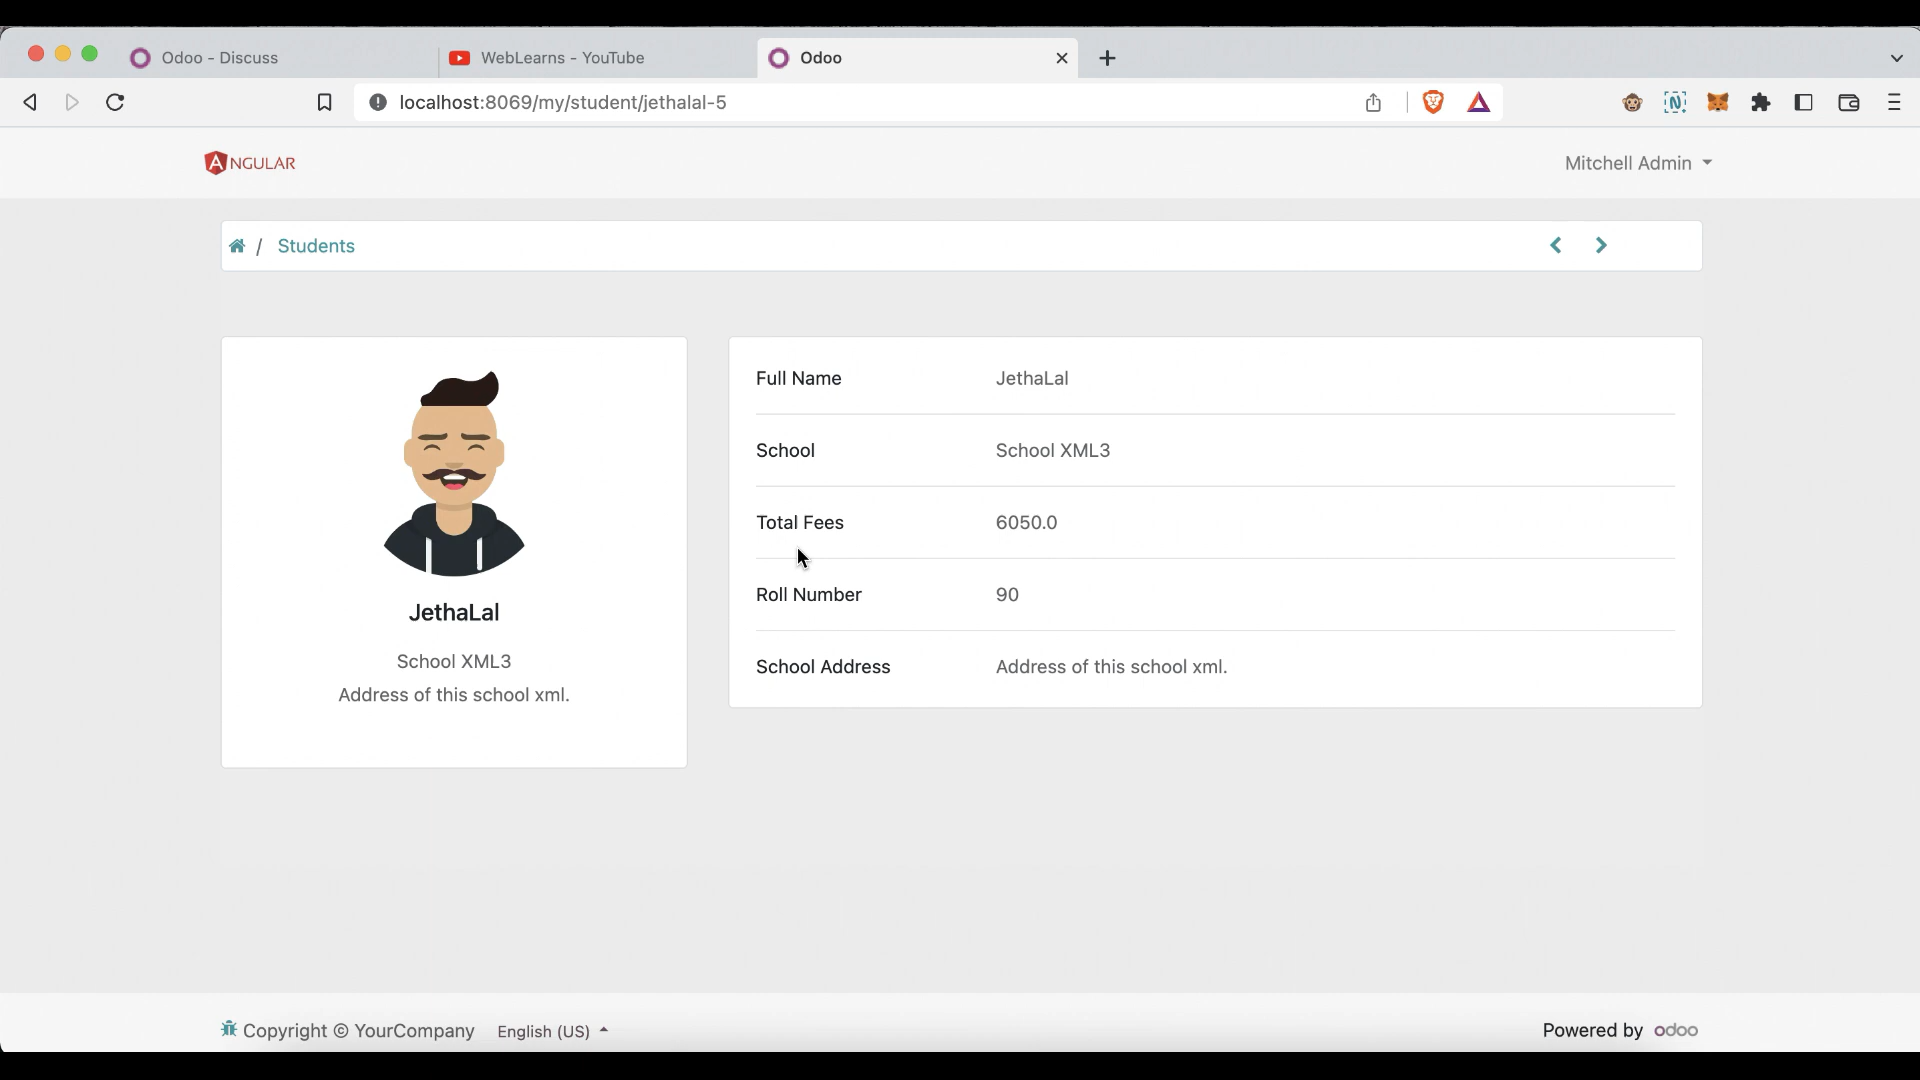 Odoo - Discuss
WebLearns - YouTube
Odoo
localhost:8069/my/student/jethalal-5
ANGULAR
Mitchell Admin
/ Students
JethaLal
School XML3
Address of this school xml.
Full Name JethaLal
School School XML3
Total Fees 6050.0
Roll Number 90
School Address Address of this school xml.
Copyright © YourCompany English (US)
Powered by odoo